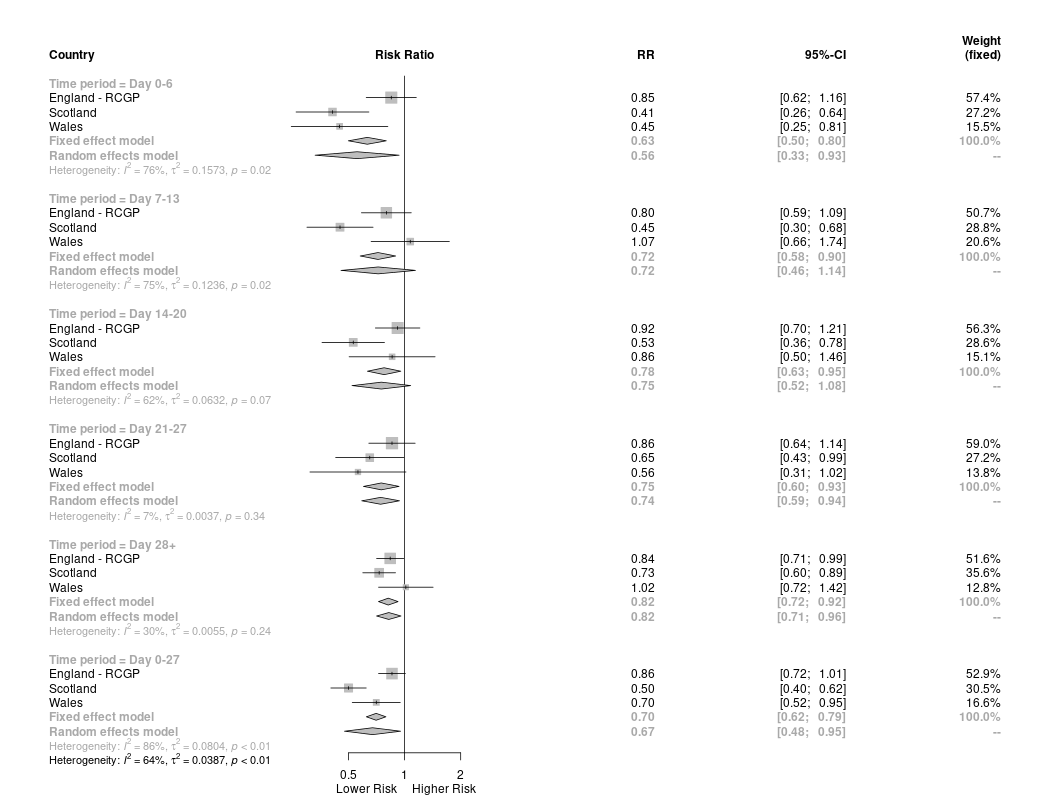 Weight
Country Risk Ratio RR 95%-CI (fixed)
Time period = Day 0-6
England - RCGP 0.85 [0.62; 1.16] 57.4%
Scotland 0.41 [0.26; 0.64] 27.2%
Wales 0.45 [0.25; 0.81] 15.5%
Fixed effect model 0.63 [0.50; 0.80] 100.0%
Random effects model 0.56 [0.33; 0.93] --
Heterogeneity: I² = 76%, τ² = 0.1573, p = 0.02
Time period = Day 7-13
England - RCGP 0.80 [0.59; 1.09] 50.7%
Scotland 0.45 [0.30; 0.68] 28.8%
Wales 1.07 [0.66; 1.74] 20.6%
Fixed effect model 0.72 [0.58; 0.90] 100.0%
Random effects model 0.72 [0.46; 1.14] --
Heterogeneity: I² = 75%, τ² = 0.1236, p = 0.02
Time period = Day 14-20
England - RCGP 0.92 [0.70; 1.21] 56.3%
Scotland 0.53 [0.36; 0.78] 28.6%
Wales 0.86 [0.50; 1.46] 15.1%
Fixed effect model 0.78 [0.63; 0.95] 100.0%
Random effects model 0.75 [0.52; 1.08] --
Heterogeneity: I² = 62%, τ² = 0.0632, p = 0.07
Time period = Day 21-27
England - RCGP 0.86 [0.64; 1.14] 59.0%
Scotland 0.65 [0.43; 0.99] 27.2%
Wales 0.56 [0.31; 1.02] 13.8%
Fixed effect model 0.75 [0.60; 0.93] 100.0%
Random effects model 0.74 [0.59; 0.94] --
Heterogeneity: I² = 7%, τ² = 0.0037, p = 0.34
Time period = Day 28+
England - RCGP 0.84 [0.71; 0.99] 51.6%
Scotland 0.73 [0.60; 0.89] 35.6%
Wales 1.02 [0.72; 1.42] 12.8%
Fixed effect model 0.82 [0.72; 0.92] 100.0%
Random effects model 0.82 [0.71; 0.96] --
Heterogeneity: I² = 30%, τ² = 0.0055, p = 0.24
Time period = Day 0-27
England - RCGP 0.86 [0.72; 1.01] 52.9%
Scotland 0.50 [0.40; 0.62] 30.5%
Wales 0.70 [0.52; 0.95] 16.6%
Fixed effect model 0.70 [0.62; 0.79] 100.0%
Random effects model 0.67 [0.48; 0.95] --
Heterogeneity: I² = 86%, τ² = 0.0804, p < 0.01
Heterogeneity: I² = 64%, τ² = 0.0387, p < 0.01
0.5 1 2
Lower Risk Higher Risk